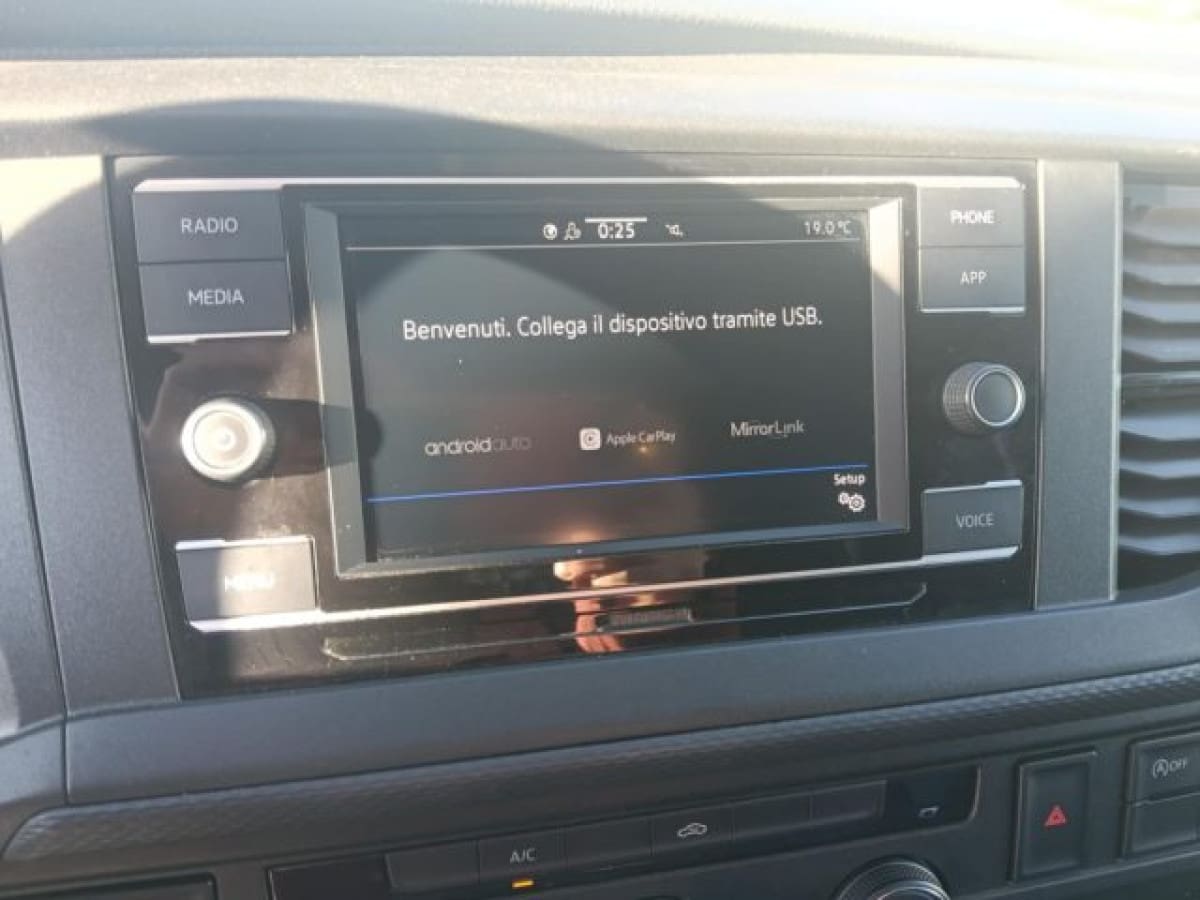 RADIO
MEDIA
0:25
19.0°C
PHONE
APP
Benvenuti. Collega il dispositivo tramite USB.
androidauto
Apple CarPlay
MirrorLink
Setup
VOICE
MENU
A/C
OFF